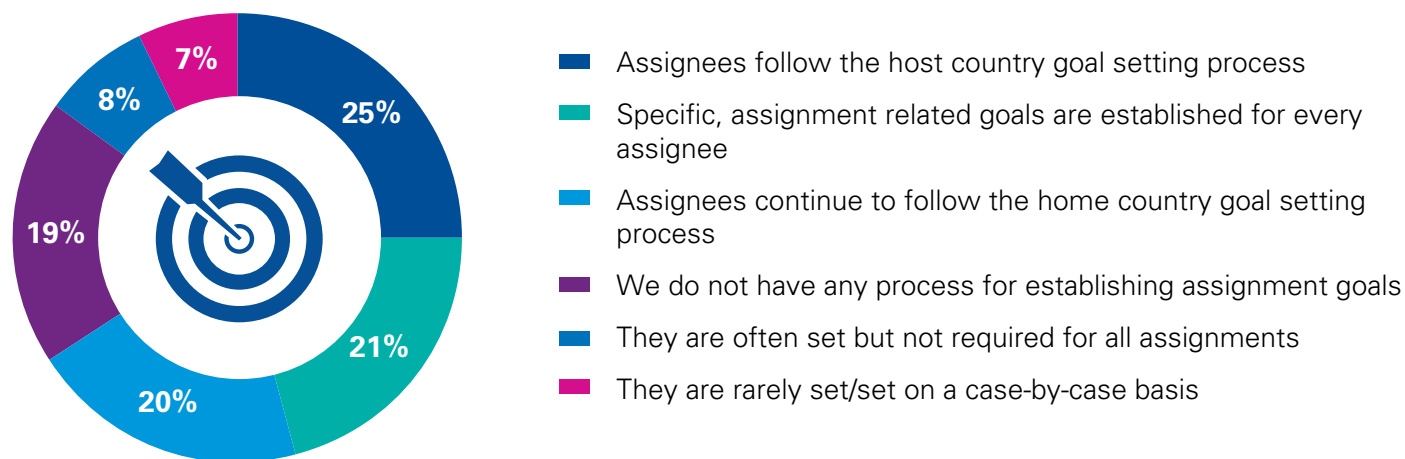 7%
8%
25%
19%
21%
20%
Assignees follow the host country goal setting process
Specific, assignment related goals are established for every
assignee
Assignees continue to follow the home country goal setting
process
We do not have any process for establishing assignment goals
They are often set but not required for all assignments
They are rarely set/set on a case-by-case basis